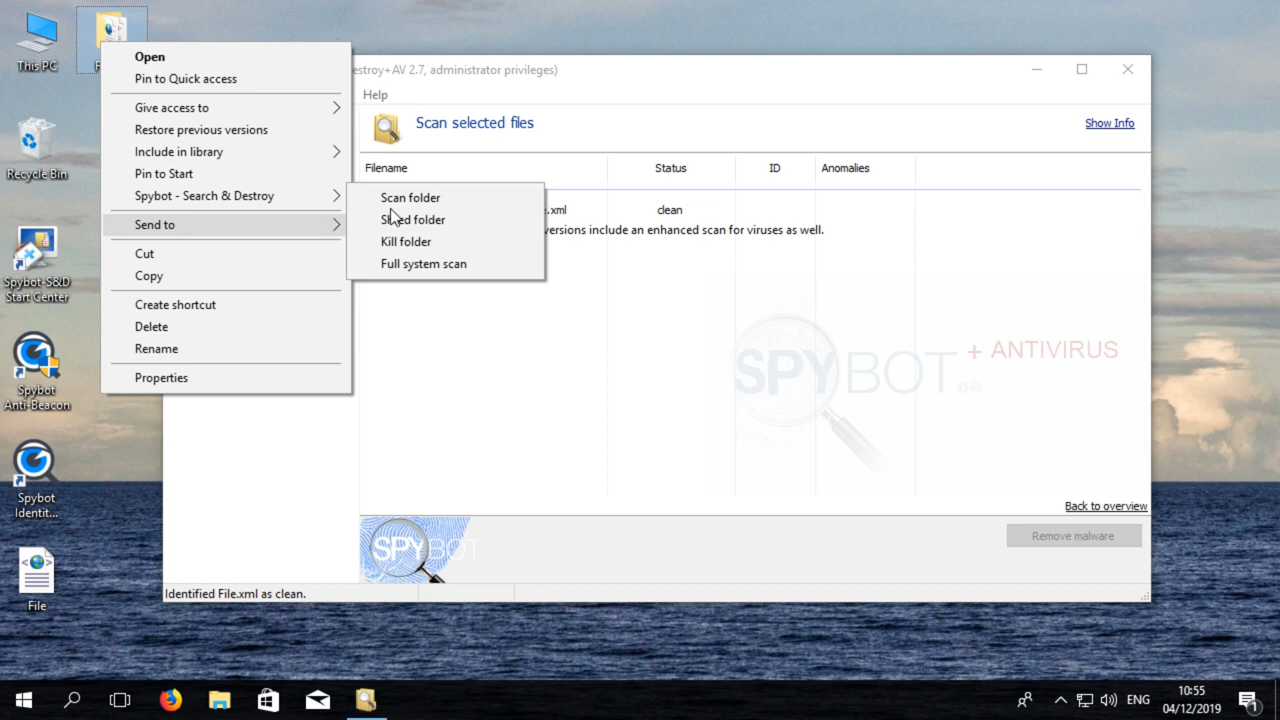 This PC
Recycle Bin
Spybot-S&D
Start Center
Spybot
Anti-Beacon
Spybot
Identit...
File
Open
Pin to Quick access
Give access to
Restore previous versions
Include in library
Pin to Start
Spybot - Search & Destroy
Send to
Cut
Copy
Create shortcut
Delete
Rename
Properties
Scan folder
Shred folder
Kill folder
Full system scan
estroy+AV 2.7, administrator privileges)
Help
Scan selected files
Show Info
Filename Status ID Anomalies
.xml clean
versions include an enhanced scan for viruses as well.
SPYBOT + ANTIVIRUS
Back to overview
SPYBOT
Remove malware
Identified File.xml as clean.
ENG
10:55
04/12/2019
1